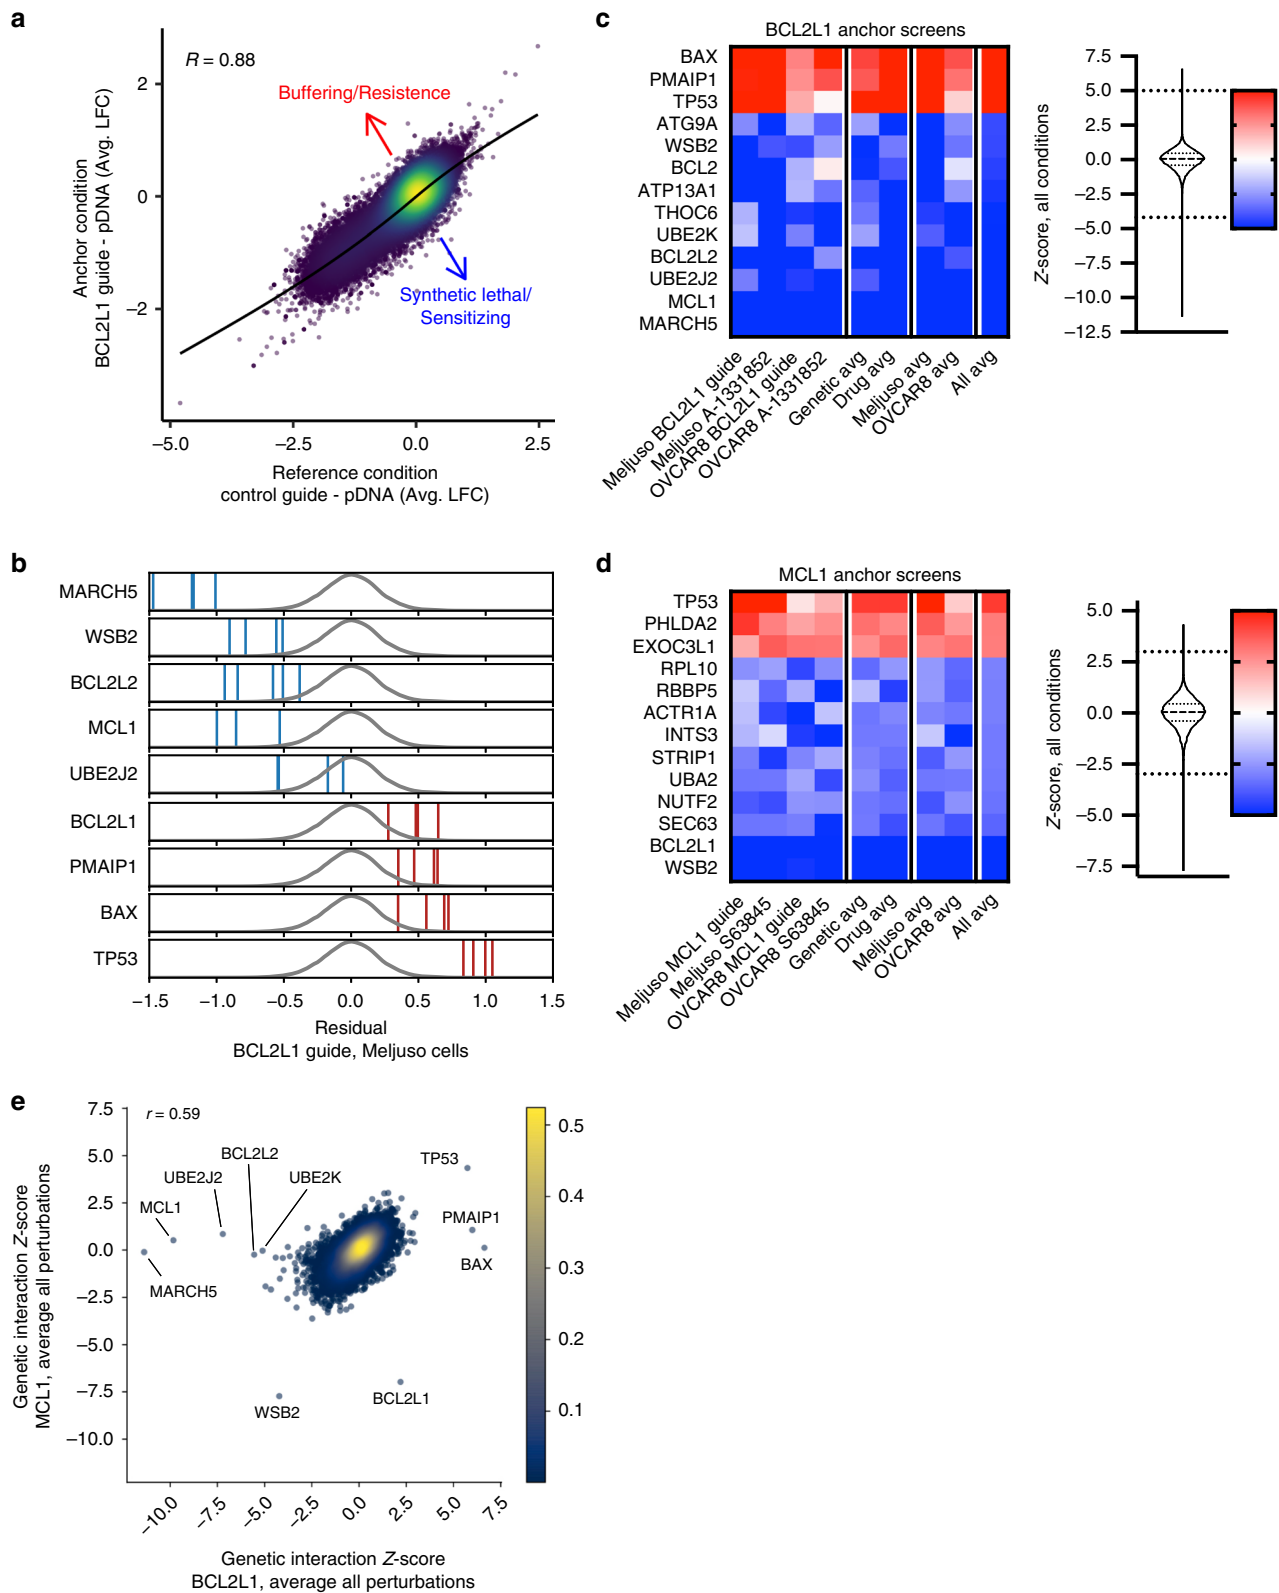 a
R = 0.88
Buffering/Resistence
Synthetic lethal/
Sensitizing
Anchor condition
BCL2L1 guide - pDNA (Avg. LFC)
2
0
−2
−5.0
−2.5
0.0
2.5
Reference condition
control guide - pDNA (Avg. LFC)
b
MARCH5
WSB2
BCL2L2
MCL1
UBE2J2
BCL2L1
PMAIP1
BAX
TP53
−1.5
−1.0
−0.5
0.0
0.5
1.0
1.5
Residual
BCL2L1 guide, Meljuso cells
c
BCL2L1 anchor screens
BAX
PMAIP1
TP53
ATG9A
WSB2
BCL2
ATP13A1
THOC6
UBE2K
BCL2L2
UBE2J2
MCL1
MARCH5
Meljuso BCL2L1 guide
Meljuso A-1331852
OVCAR8 BCL2L1 guide
OVCAR8 A-1331852
Genetic avg
Drug avg
Meljuso avg
OVCAR8 avg
All avg
Z-score, all conditions
7.5
5.0
2.5
0.0
−2.5
−5.0
−7.5
−10.0
−12.5
d
MCL1 anchor screens
TP53
PHLDA2
EXOC3L1
RPL10
RBBP5
ACTR1A
INTS3
STRIP1
UBA2
NUTF2
SEC63
BCL2L1
WSB2
Meljuso MCL1 guide
Meljuso S63845
OVCAR8 MCL1 guide
OVCAR8 S63845
Genetic avg
Drug avg
Meljuso avg
OVCAR8 avg
All avg
Z-score, all conditions
5.0
2.5
0.0
−2.5
−5.0
−7.5
e
r = 0.59
Genetic interaction Z-score
MCL1, average all perturbations
7.5
5.0
2.5
0.0
−2.5
−5.0
−7.5
−10.0
BCL2L2
UBE2J2
UBE2K
MCL1
MARCH5
TP53
PMAIP1
BAX
WSB2
BCL2L1
0.5
0.4
0.3
0.2
0.1
−10.0
−7.5
−5.0
−2.5
0.0
2.5
5.0
7.5
Genetic interaction Z-score
BCL2L1, average all perturbations